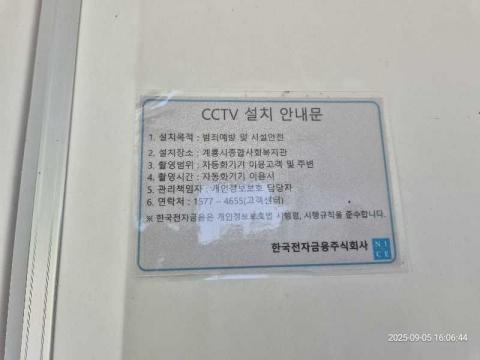 CCTV 설치 안내문
1. 설치목적 : 범죄예방 및 시설안전
2. 설치장소 : 계룡시종합사회복지관
3. 촬영범위 : 자동화기기 이용고객 및 주변
4. 촬영시간 : 자동화기기 이용시
5. 관리책임자 : 개인정보보호 담당자
6. 연락처 : 1577 - 4655(고객센터)
※ 한국전자금융은 개인정보보호법 시행령, 시행규칙을 준수합니다.
한국전자금융주식회사
NICE
2025-09-05 16:06:44